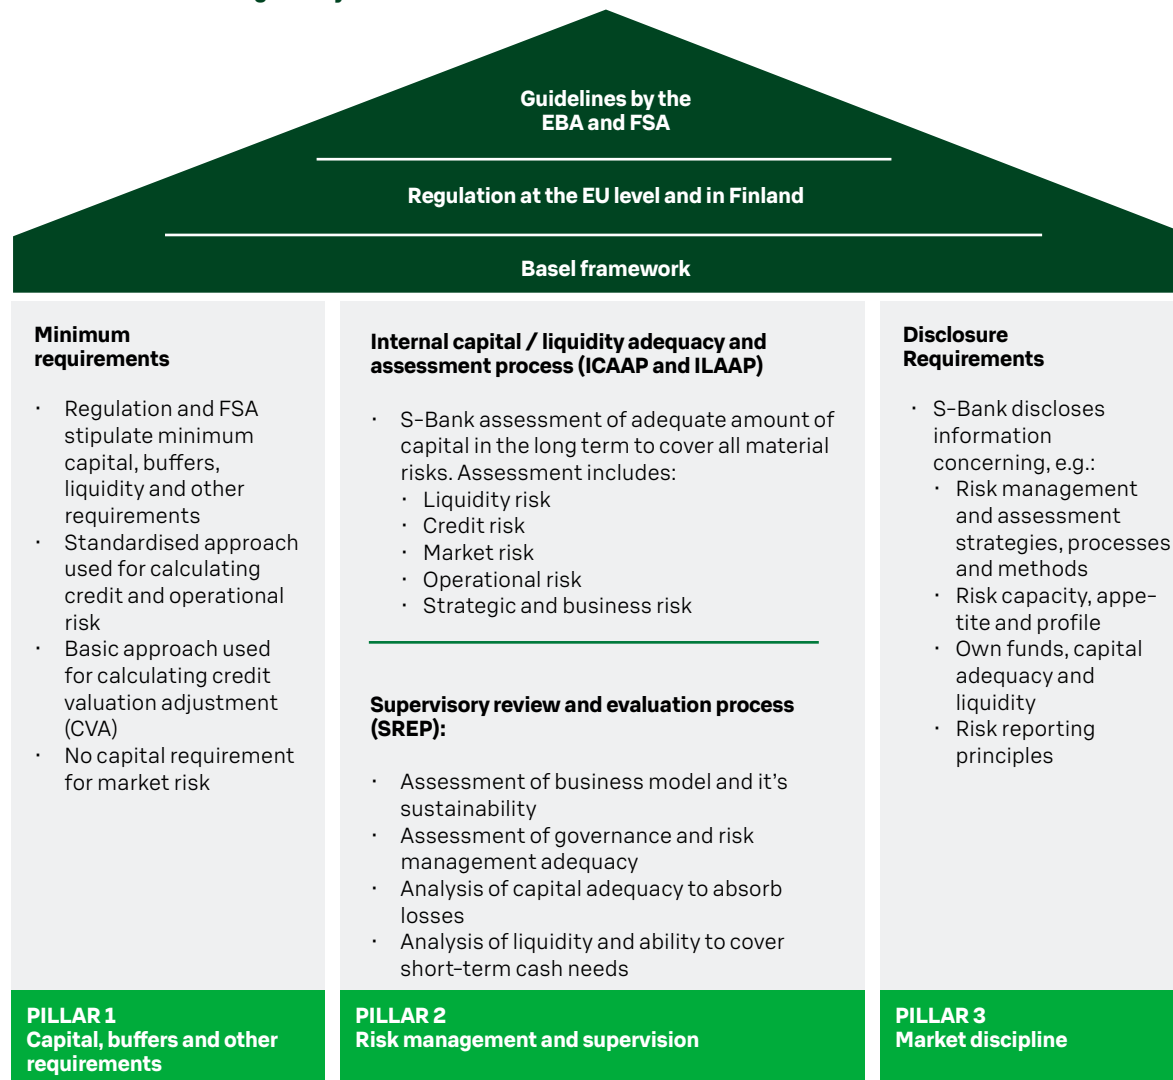 Guidelines by the
EBA and FSA
Regulation at the EU level and in Finland
Basel framework
Minimum
requirements
· Regulation and FSA
stipulate minimum
capital, buffers,
liquidity and other
requirements
· Standardised approach
used for calculating
credit and operational
risk
· Basic approach used
for calculating credit
valuation adjustment
(CVA)
· No capital requirement
for market risk
PILLAR 1
Capital, buffers and other
requirements
Internal capital / liquidity adequacy and
assessment process (ICAAP and ILAAP)
· S-Bank assessment of adequate amount of
capital in the long term to cover all material
risks. Assessment includes:
· Liquidity risk
· Credit risk
· Market risk
· Operational risk
· Strategic and business risk
Supervisory review and evaluation process
(SREP):
· Assessment of business model and it's
sustainability
· Assessment of governance and risk
management adequacy
· Analysis of capital adequacy to absorb
losses
· Analysis of liquidity and ability to cover
short-term cash needs
PILLAR 2
Risk management and supervision
Disclosure
Requirements
· S-Bank discloses
information
concerning, e.g.:
· Risk management
and assessment
strategies, processes
and methods
· Risk capacity, appe-
tite and profile
· Own funds, capital
adequacy and
liquidity
· Risk reporting
principles
PILLAR 3
Market discipline